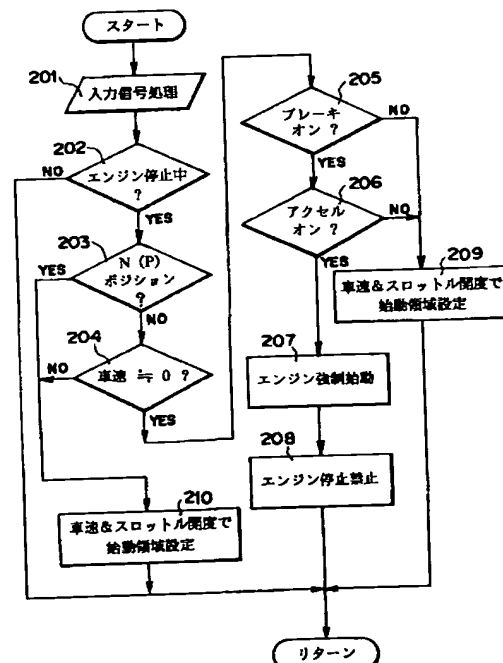 スタート
201
入力信号処理
202
エンジン停止中
?
NO
YES
203
N (P)
ポジション
?
YES
NO
204
車速 ≒ 0 ?
NO
YES
210
車速&スロットル開度で
始動領域設定
205
ブレーキ
オン ?
NO
YES
206
アクセル
オン ?
NO
YES
209
車速&スロットル開度で
始動領域設定
207
エンジン強制始動
208
エンジン停止禁止
リターン